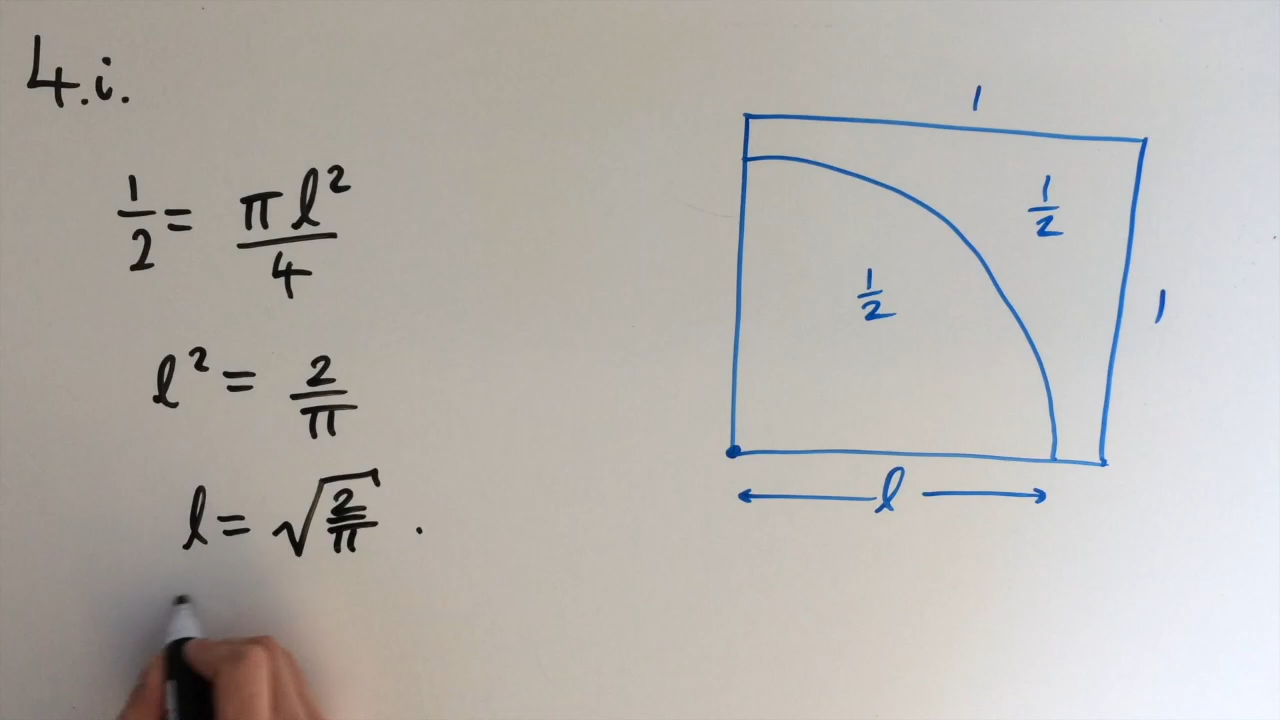 4.i.
1/2 = πl²/4
l² = 2/π
l = √(2/π) .
1
1/2
1/2
1
l